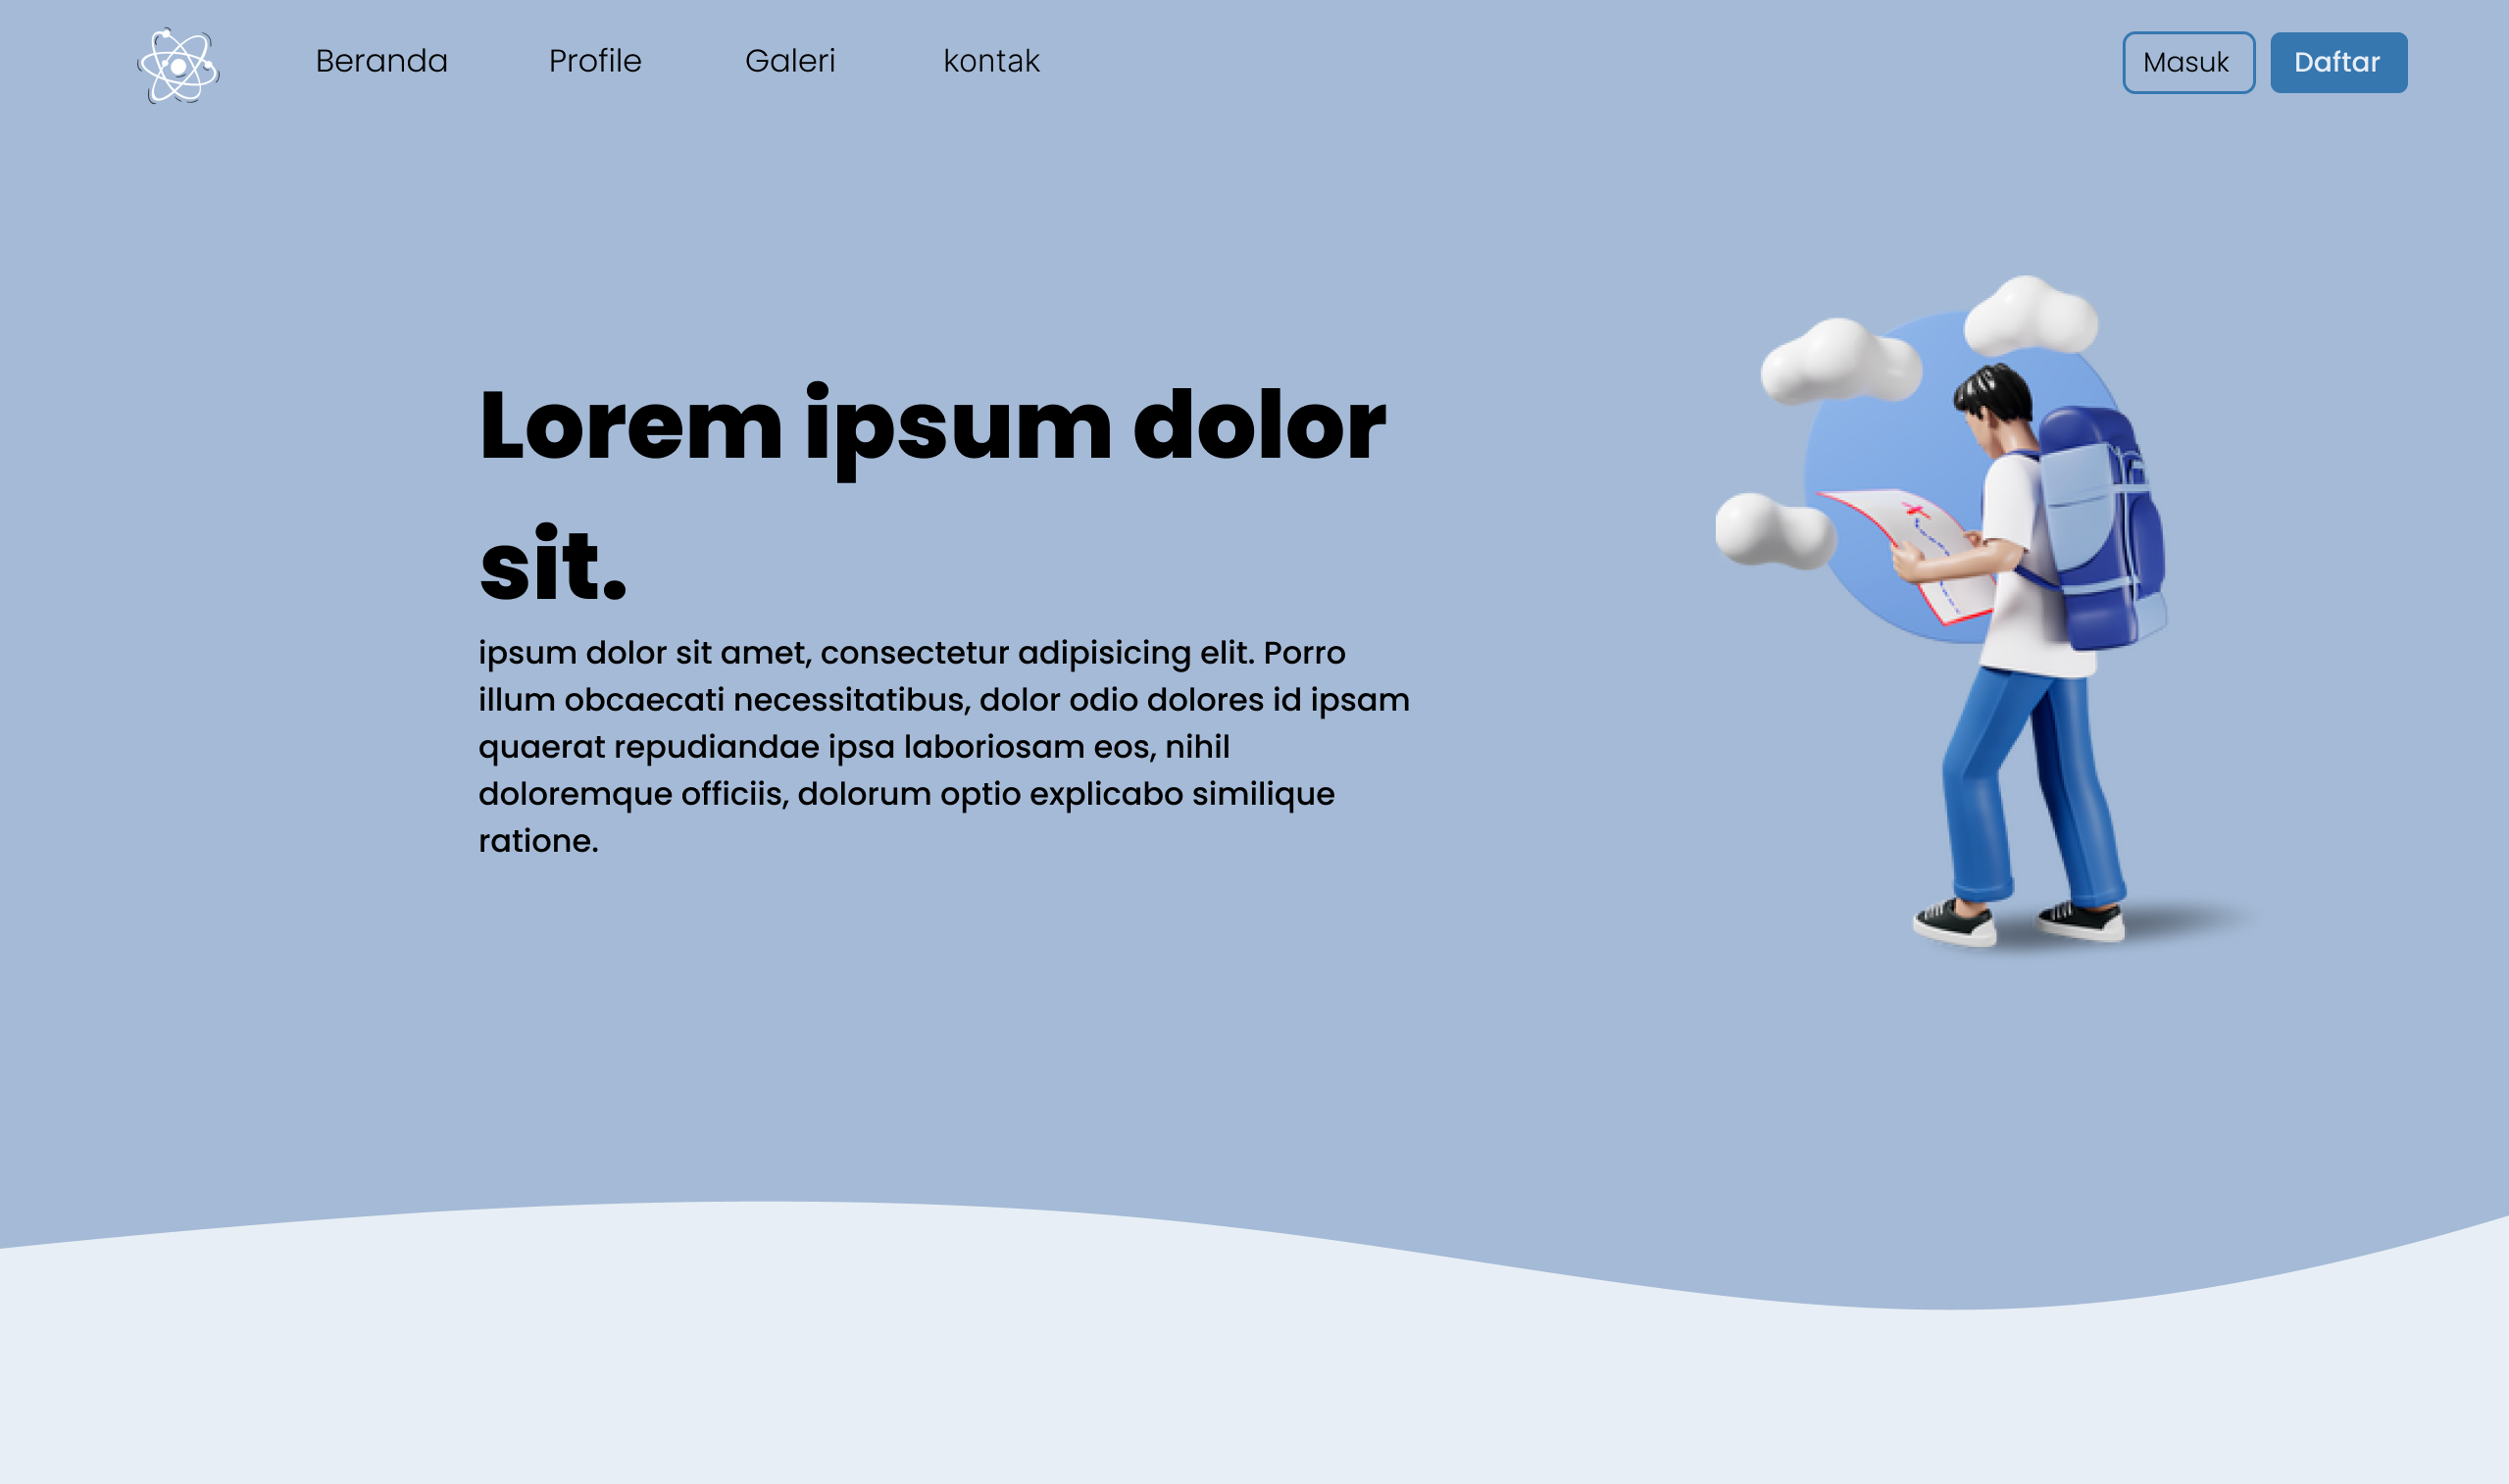 Beranda
Profile
Galeri
kontak
Masuk
Daftar
Lorem ipsum dolor
sit.
ipsum dolor sit amet, consectetur adipisicing elit. Porro
illum obcaecati necessitatibus, dolor odio dolores id ipsam
quaerat repudiandae ipsa laboriosam eos, nihil
doloremque officiis, dolorum optio explicabo similique
ratione.